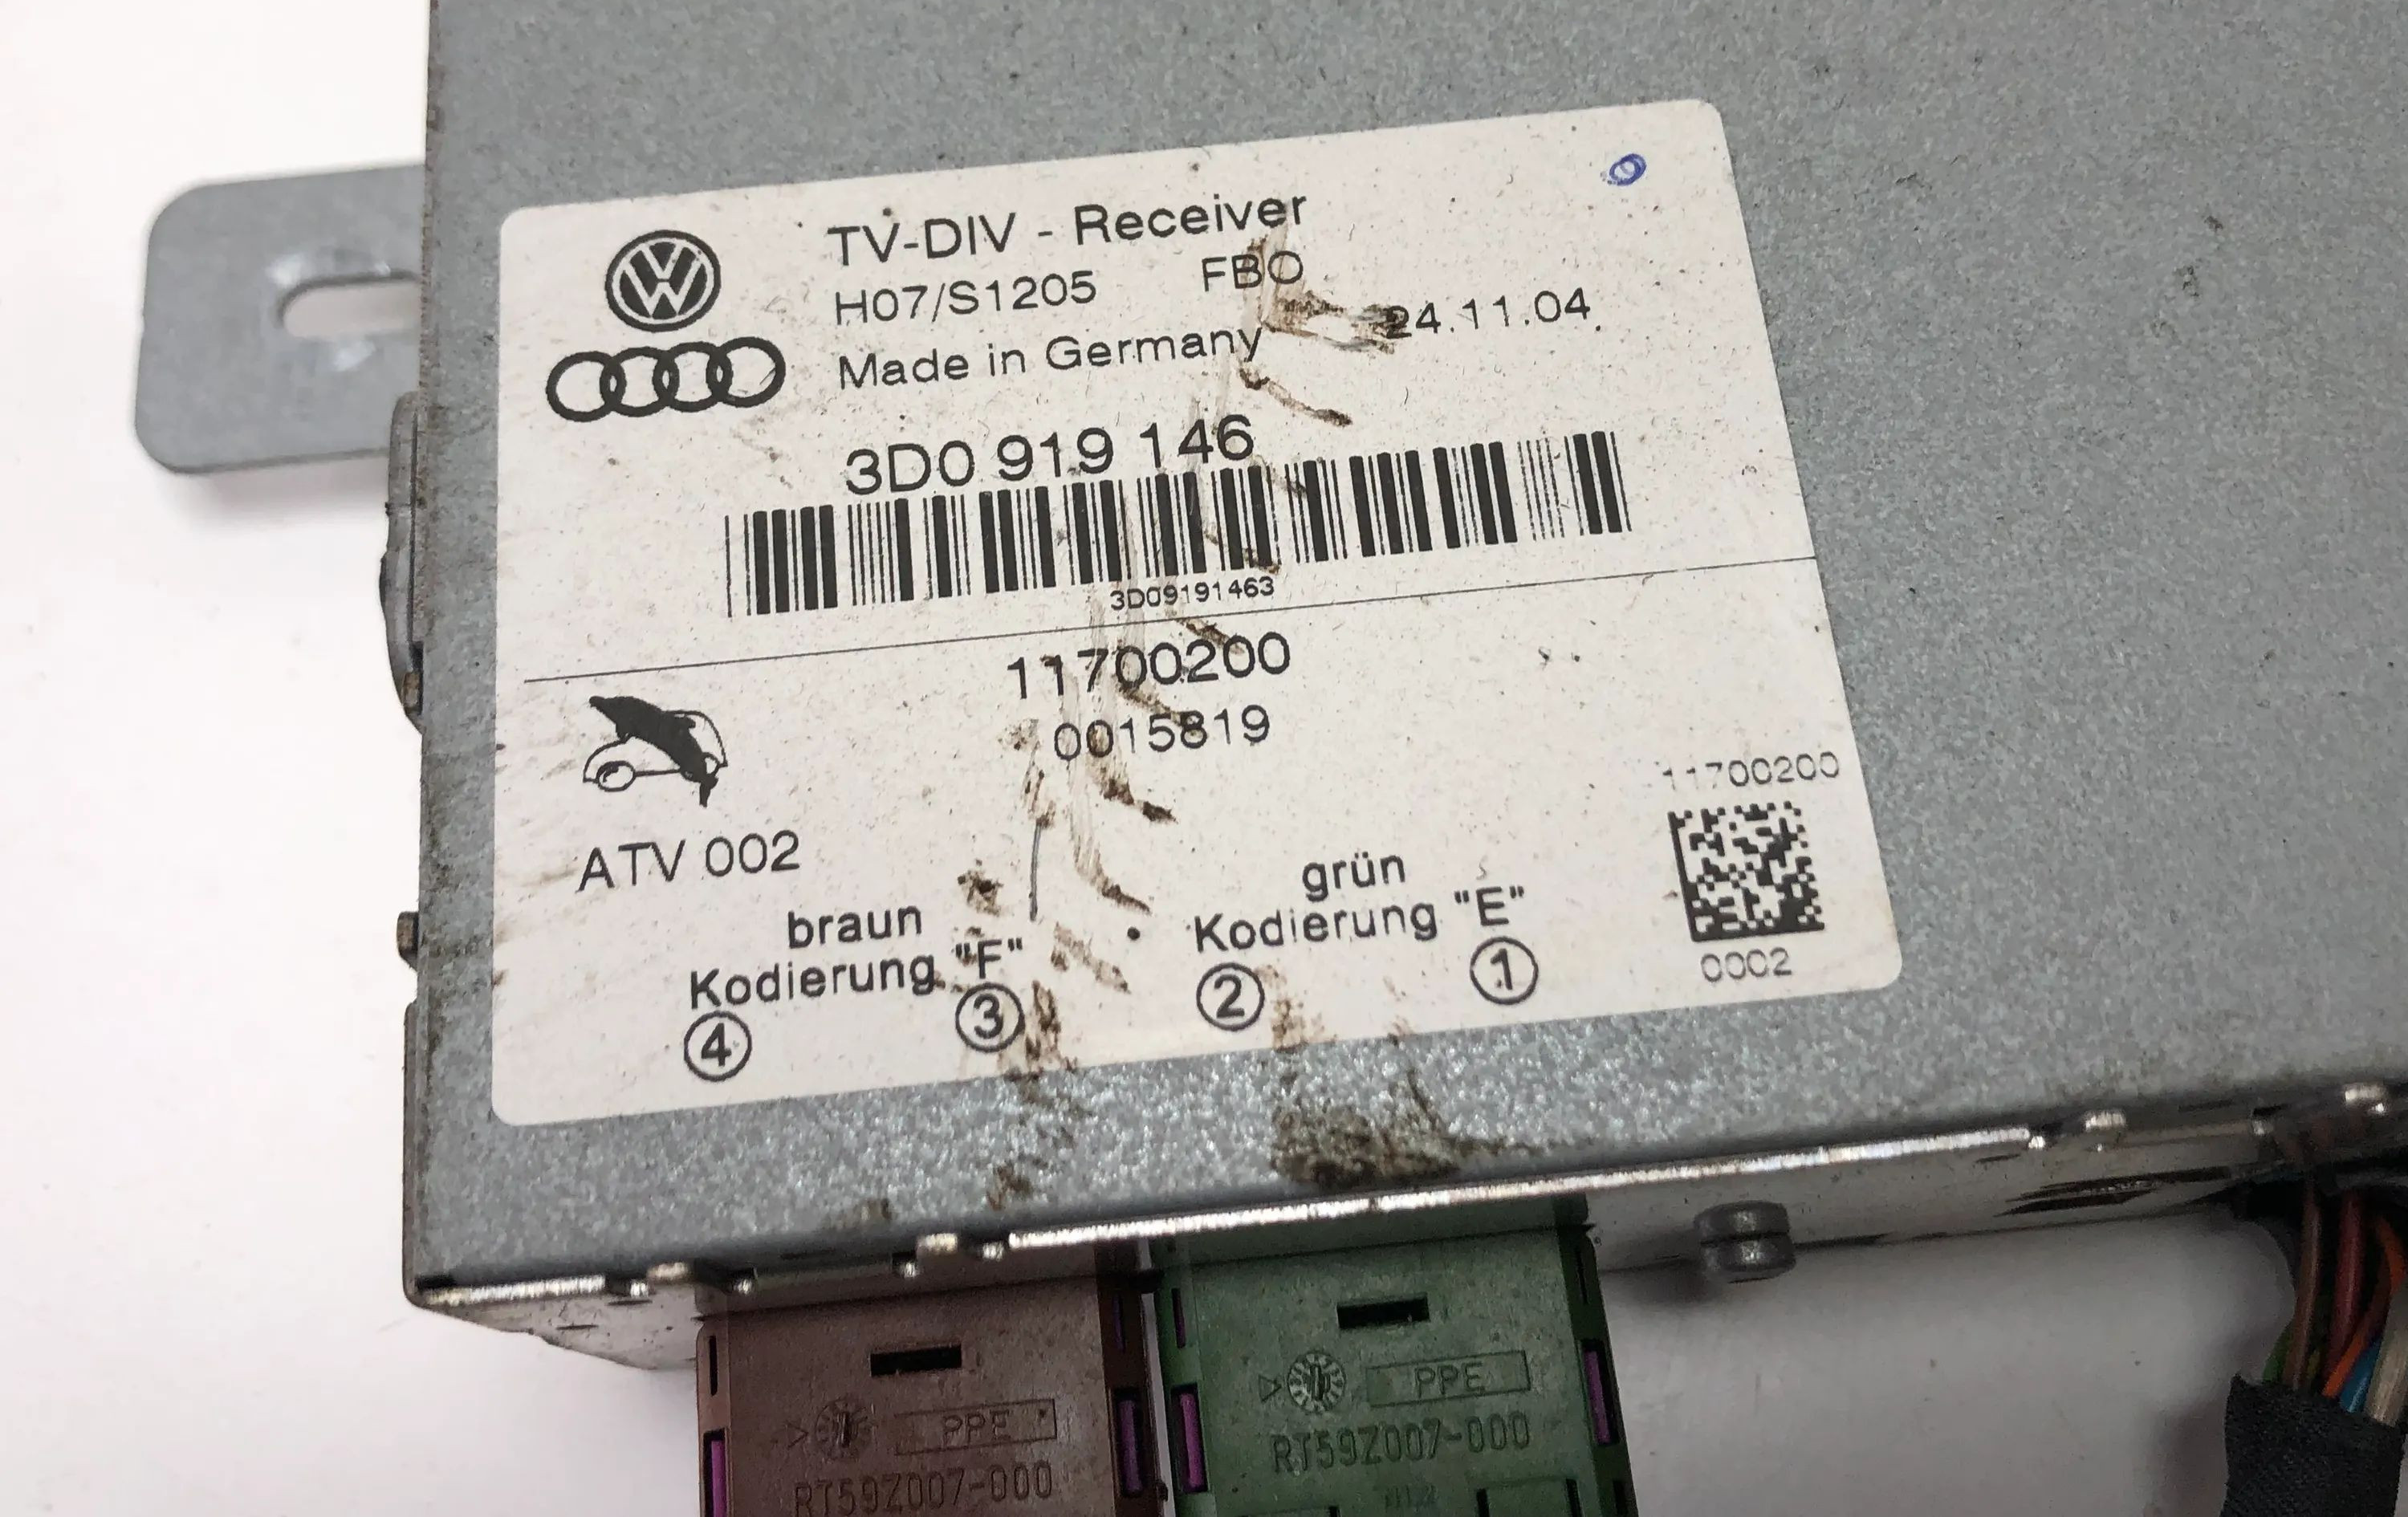 TV-DIV - Receiver
H07/S1205 FBO
24.11.04
Made in Germany
3D0 919 146
3D09191463
11700200
0015819
ATV 002
11700200
0002
braun
Kodierung "F"
④ ③
grün
Kodierung "E"
② ①
PPE
RT59Z007-000
PPE
RT59Z007-000